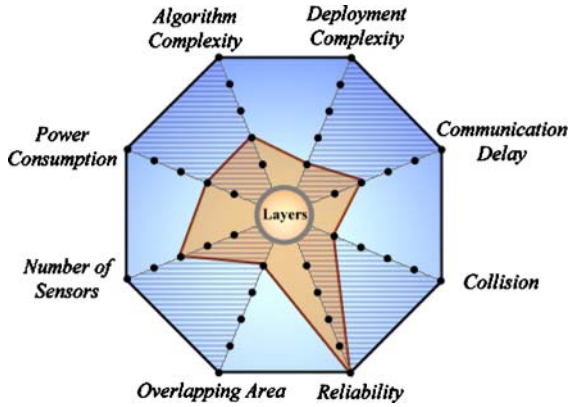 Algorithm
Complexity
Deployment
Complexity
Power
Consumption
Communication
Delay
Layers
Number of
Sensors
Collision
Overlapping Area
Reliability